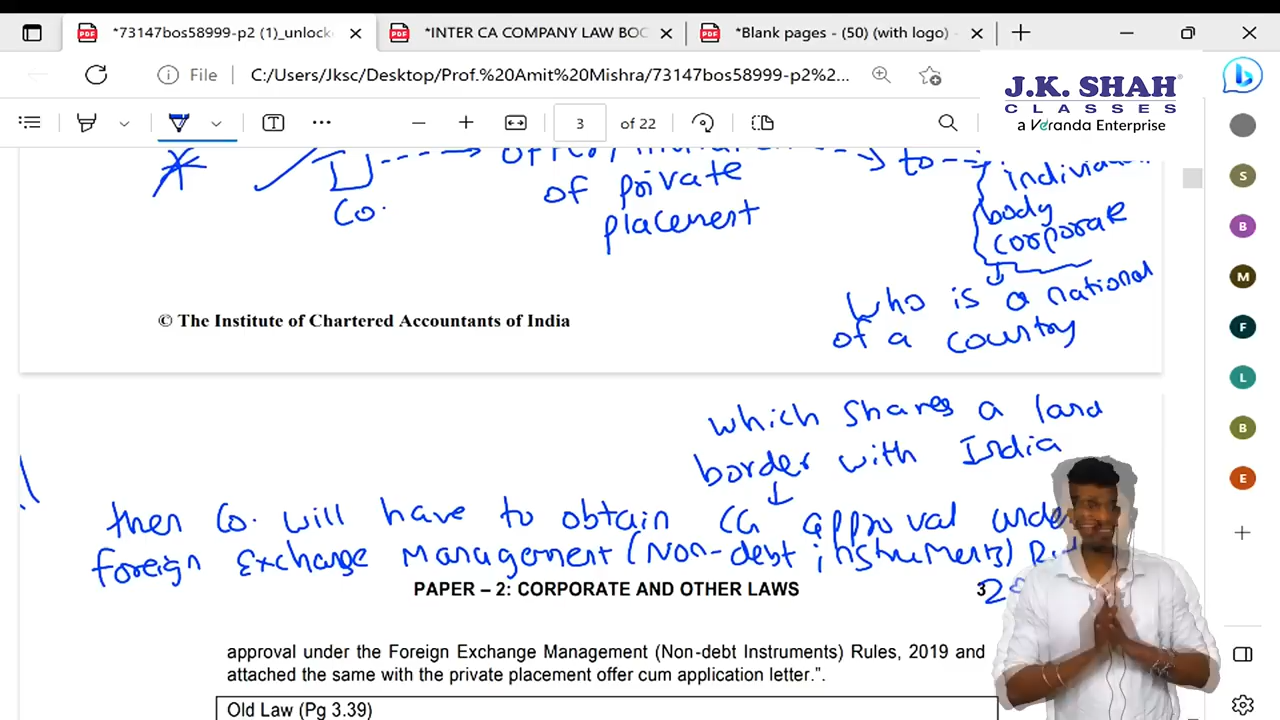 *73147bos58999-p2 (1)_unlock
*INTER CA COMPANY LAW BOC
*Blank pages - (50) (with logo)
File
C:/Users/Jksc/Desktop/Prof.%20Amit%20Mishra/73147bos58999-p2%2...
J.K. SHAH
CLASSES
a Veranda Enterprise
3 of 22
to
of private
placement
Co.
individual
body
corporate
who is a national
of a country
© The Institute of Chartered Accountants of India
which shares a land
border with India
then Co. will have to obtain CG approval under
foreign Exchange Management (Non-debt instruments)
PAPER – 2: CORPORATE AND OTHER LAWS 3
approval under the Foreign Exchange Management (Non-debt Instruments) Rules, 2019 and
attached the same with the private placement offer cum application letter.”.
Old Law (Pg 3.39)
S
B
M
F
L
B
E